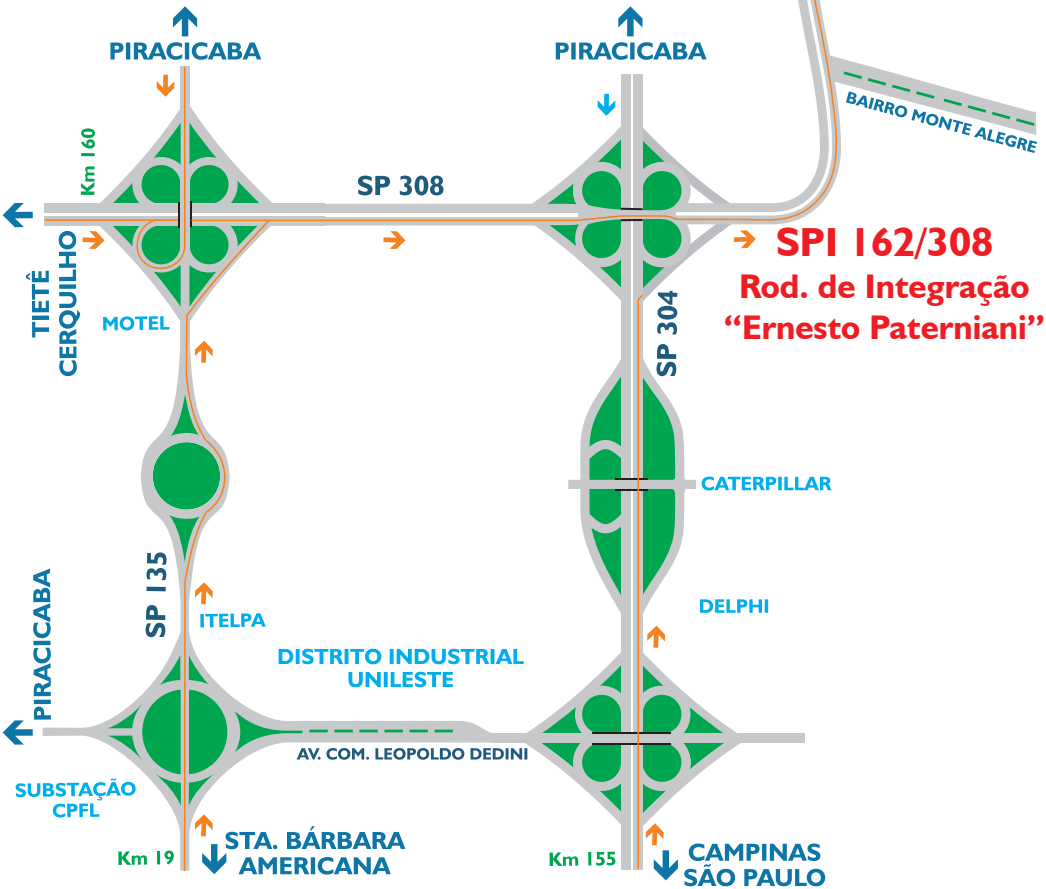 PIRACICABA
PIRACICABA
BAIRRO MONTE ALEGRE
Km 160
SP 308
TIETÊ
CERQUILHO
SPI 162/308
Rod. de Integração
“Ernesto Paterniani”
MOTEL
SP 304
CATERPILLAR
SP 135
PIRACICABA
ITELPA
DELPHI
DISTRITO INDUSTRIAL
UNILESTE
AV. COM. LEOPOLDO DEDINI
SUBSTAÇÃO
CPFL
Km 19
STA. BÁRBARA
AMERICANA
Km 155
CAMPINAS
SÃO PAULO